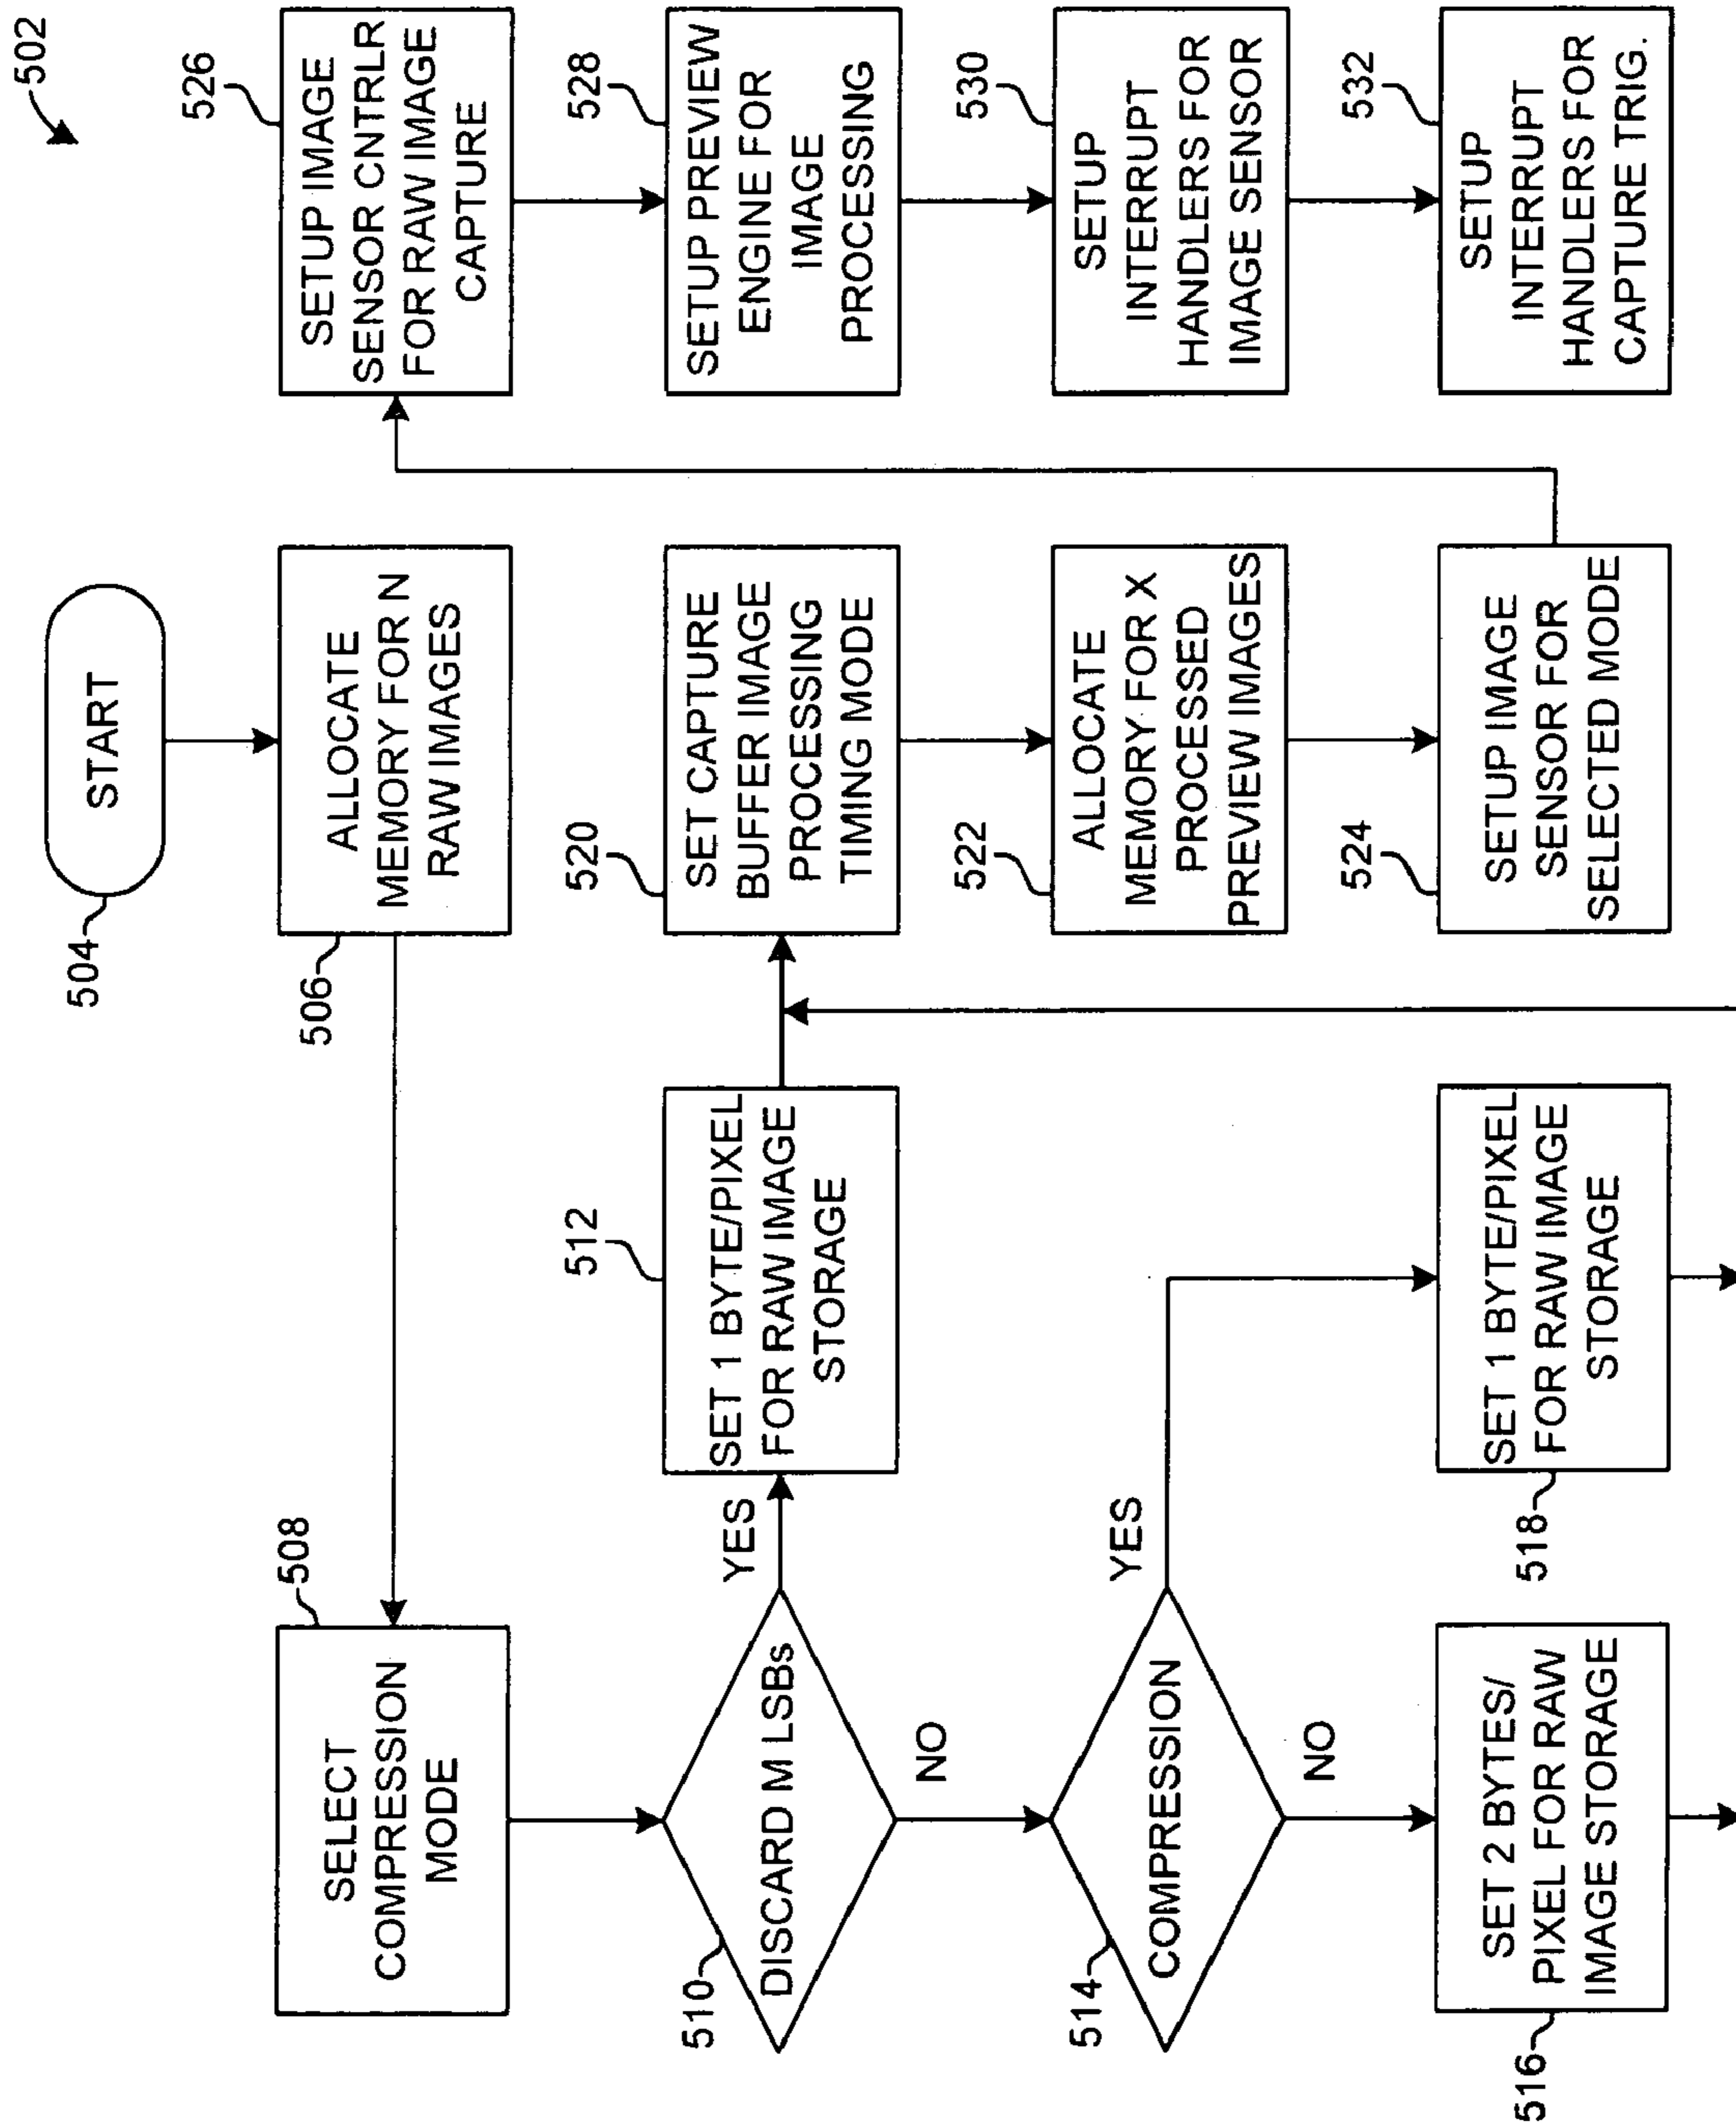 502
START
504
ALLOCATE
MEMORY FOR N
RAW IMAGES
506
SELECT
COMPRESSION
MODE
508
DISCARD M LSBs
510
YES
NO
SET 1 BYTE/PIXEL
FOR RAW IMAGE
STORAGE
512
COMPRESSION
514
YES
NO
SET 2 BYTES/
PIXEL FOR RAW
IMAGE STORAGE
516
SET 1 BYTE/PIXEL
FOR RAW IMAGE
STORAGE
518
SET CAPTURE
BUFFER IMAGE
PROCESSING
TIMING MODE
520
ALLOCATE
MEMORY FOR X
PROCESSED
PREVIEW IMAGES
522
SETUP IMAGE
SENSOR FOR
SELECTED MODE
524
SETUP IMAGE
SENSOR CNTRLR
FOR RAW IMAGE
CAPTURE
526
SETUP PREVIEW
ENGINE FOR
IMAGE
PROCESSING
528
SETUP
INTERRUPT
HANDLERS FOR
IMAGE SENSOR
530
SETUP
INTERRUPT
HANDLERS FOR
CAPTURE TRIG.
532